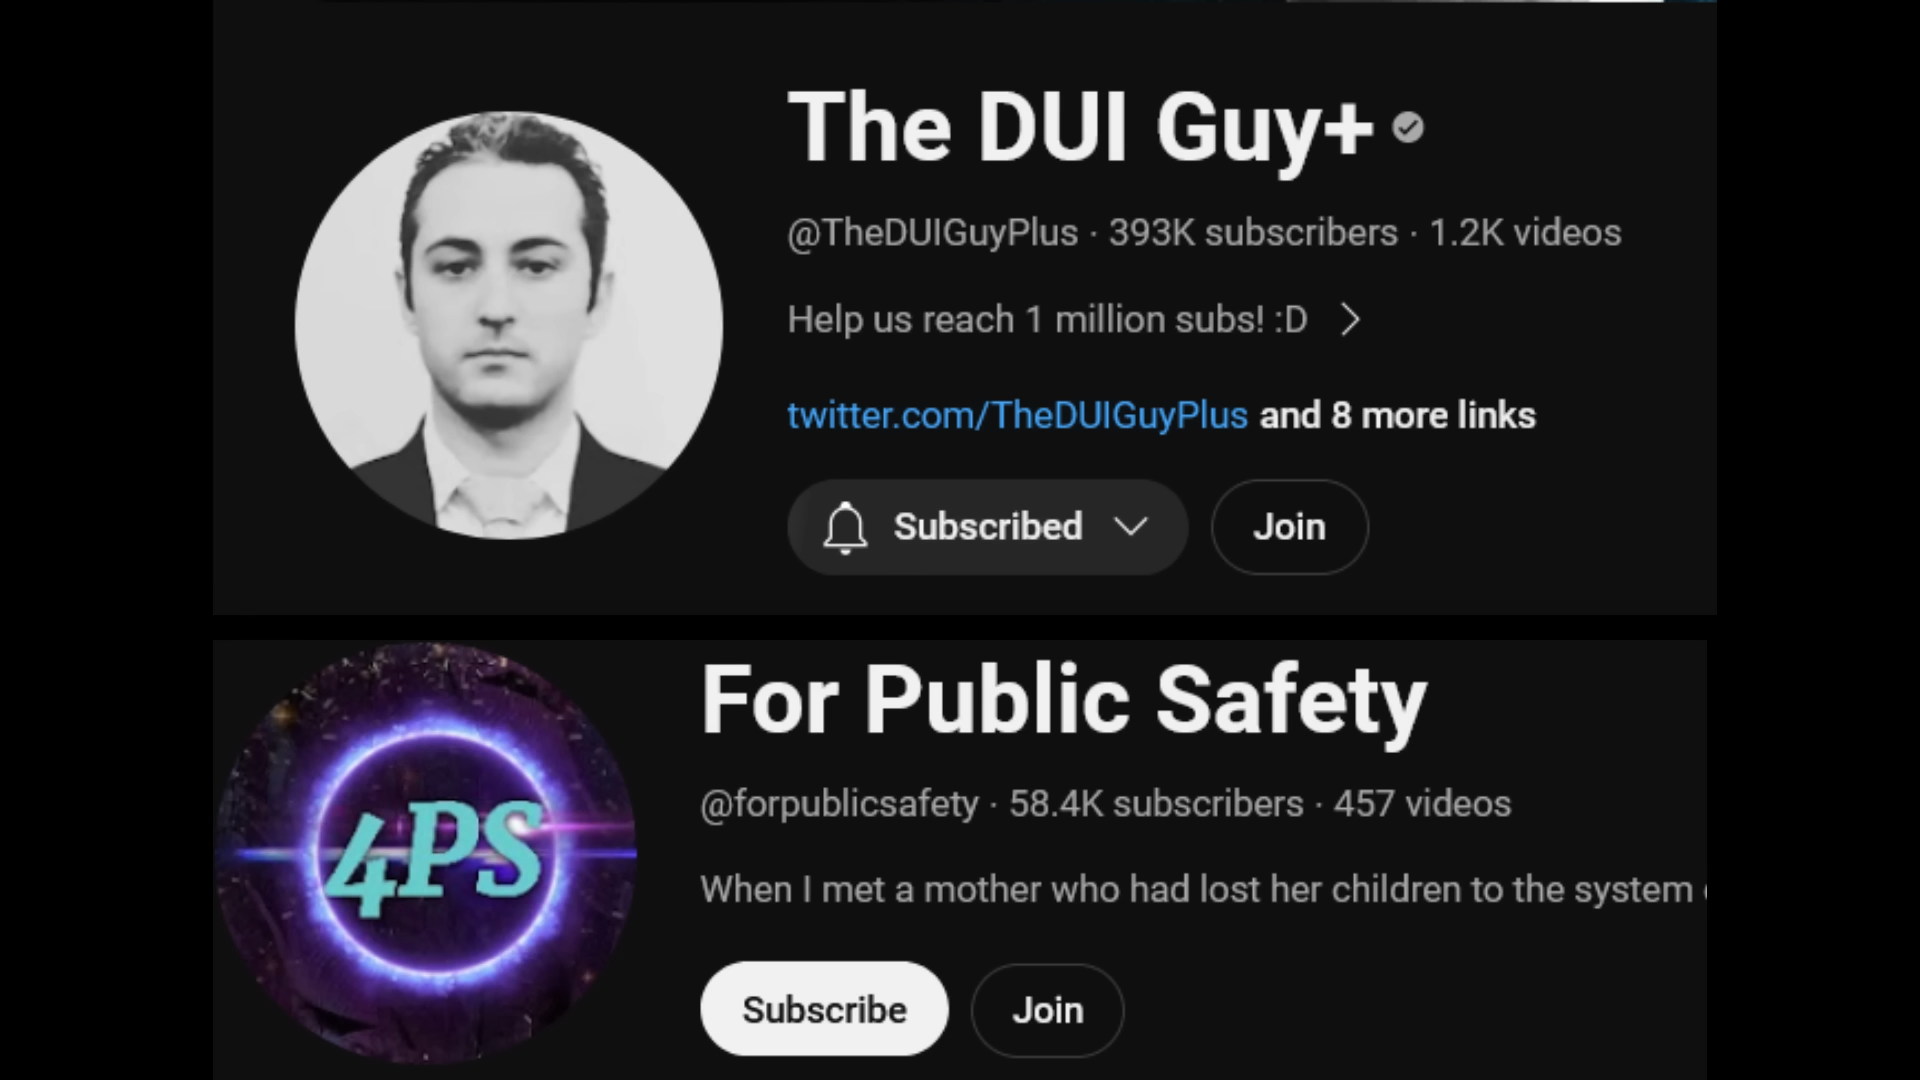 The DUI Guy+
@TheDUIGuyPlus · 393K subscribers · 1.2K videos
Help us reach 1 million subs! :D
twitter.com/TheDUIGuyPlus and 8 more links
Subscribed
Join
4PS
For Public Safety
@forpublicsafety · 58.4K subscribers · 457 videos
When I met a mother who had lost her children to the system
Subscribe
Join